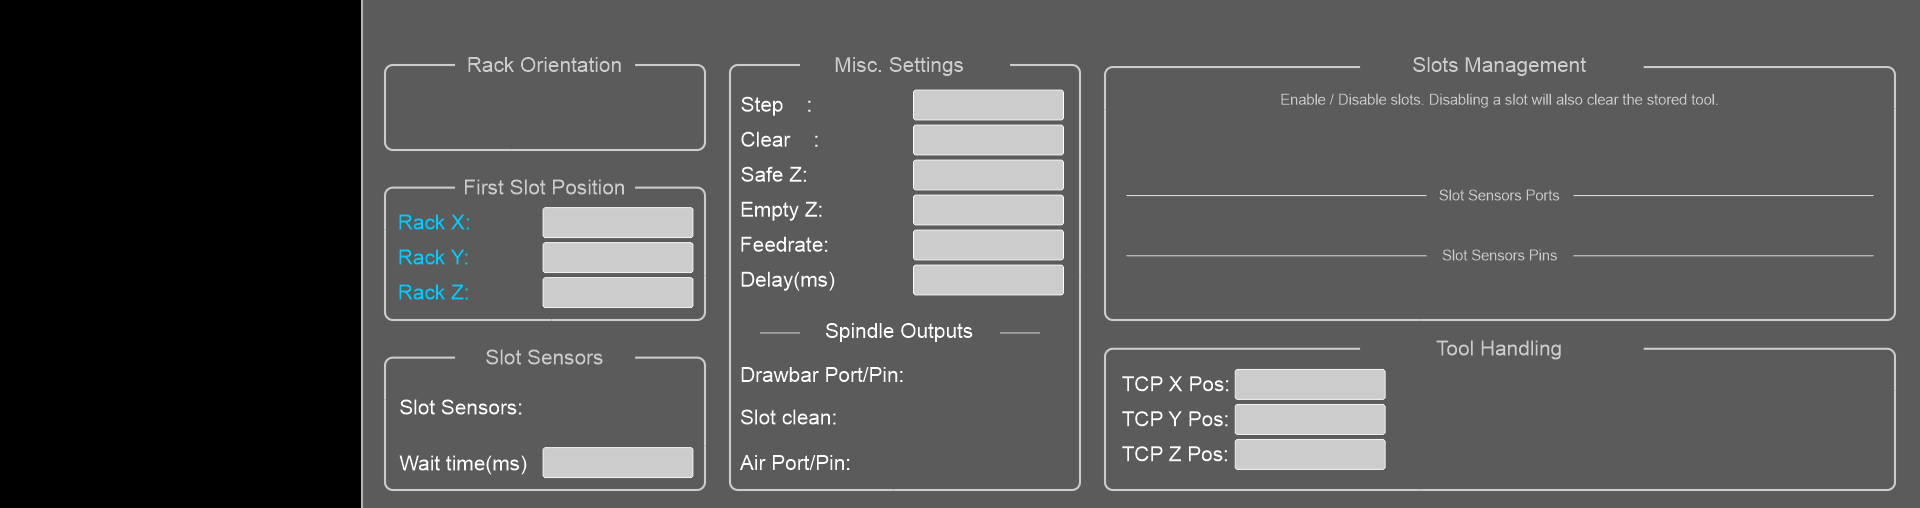 Rack Orientation
First Slot Position
Rack X:
Rack Y:
Rack Z:
Slot Sensors
Slot Sensors:
Wait time(ms)
Misc. Settings
Step :
Clear :
Safe Z:
Empty Z:
Feedrate:
Delay(ms)
Spindle Outputs
Drawbar Port/Pin:
Slot clean:
Air Port/Pin:
Slots Management
Enable / Disable slots. Disabling a slot will also clear the stored tool.
Slot Sensors Ports
Slot Sensors Pins
Tool Handling
TCP X Pos:
TCP Y Pos:
TCP Z Pos: